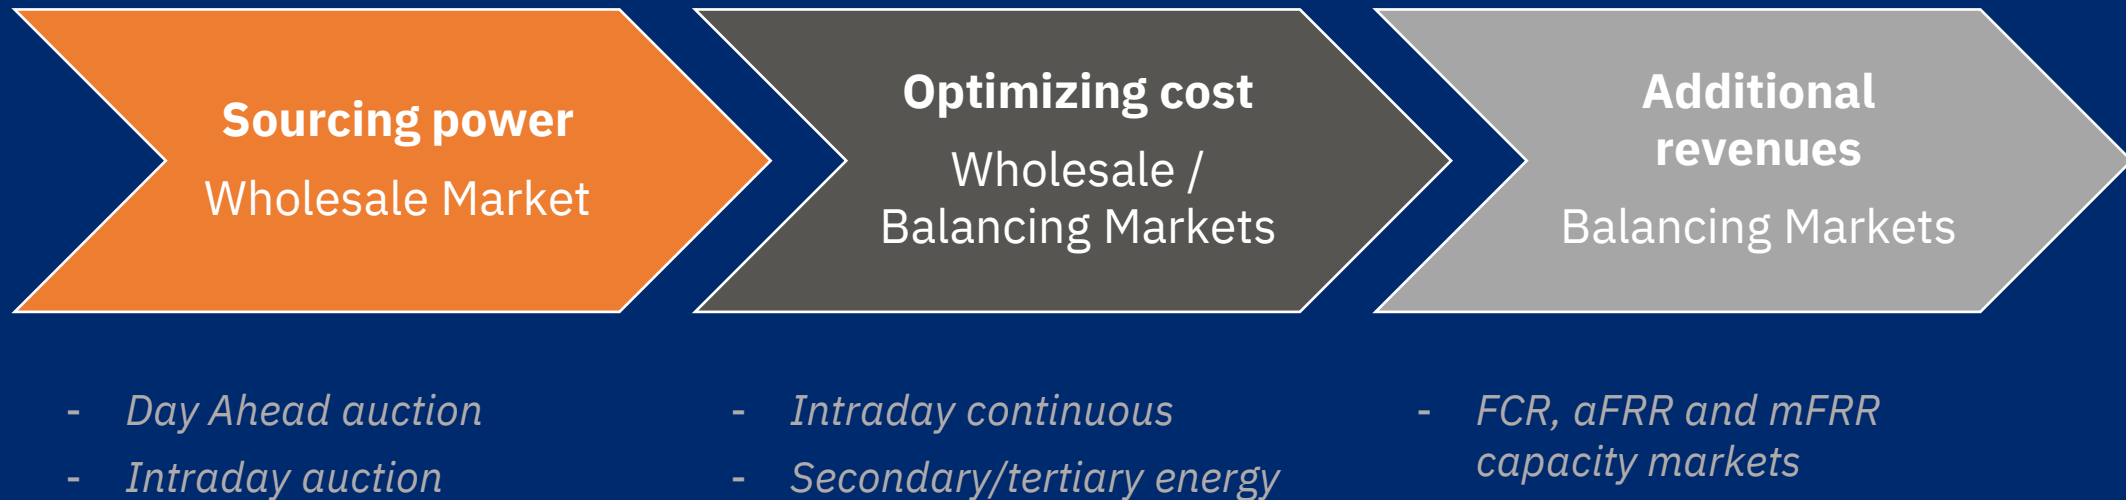 Sourcing power
Wholesale Market
Optimizing cost
Wholesale /
Balancing Markets
Additional
revenues
Balancing Markets
- Day Ahead auction
- Intraday auction
- Intraday continuous
- Secondary/tertiary energy
- FCR, aFRR and mFRR
capacity markets